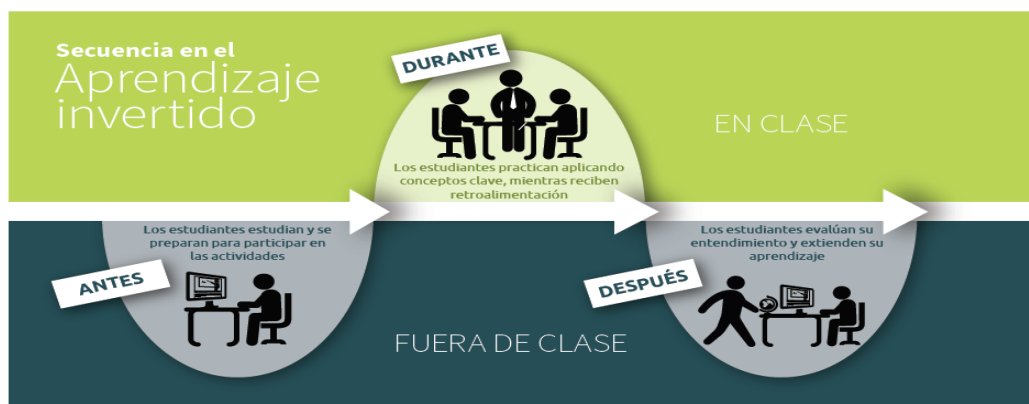 Secuencia en el
Aprendizaje
invertido
DURANTE
Los estudiantes practican aplicando
conceptos clave, mientras reciben
retroalimentación
EN CLASE
Los estudiantes estudian y se
preparan para participar en
las actividades
ANTES
FUERA DE CLASE
Los estudiantes evalúan su
entendimiento y extienden su
aprendizaje
DESPUÉS